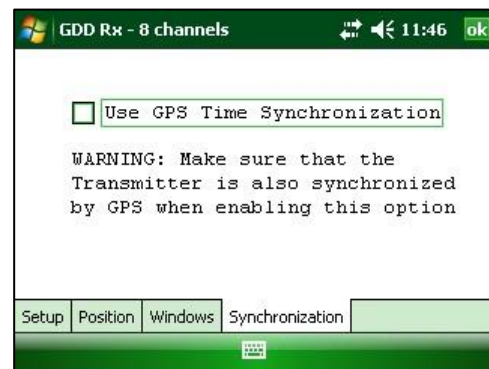 GDD Rx - 8 channels 11:46 ok
Use GPS Time Synchronization
WARNING: Make sure that the
Transmitter is also synchronized
by GPS when enabling this option
Setup Position Windows Synchronization